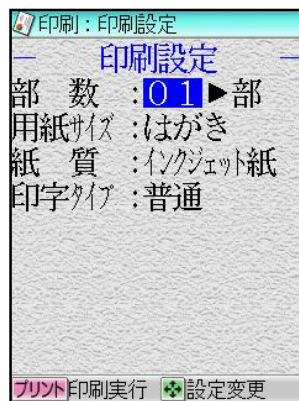 印刷：印刷設定
印刷設定
部　数　：０１▶部
用紙サイズ：はがき
紙　質　：インクジェット紙
印字タイプ：普通
プリント印刷実行　設定変更